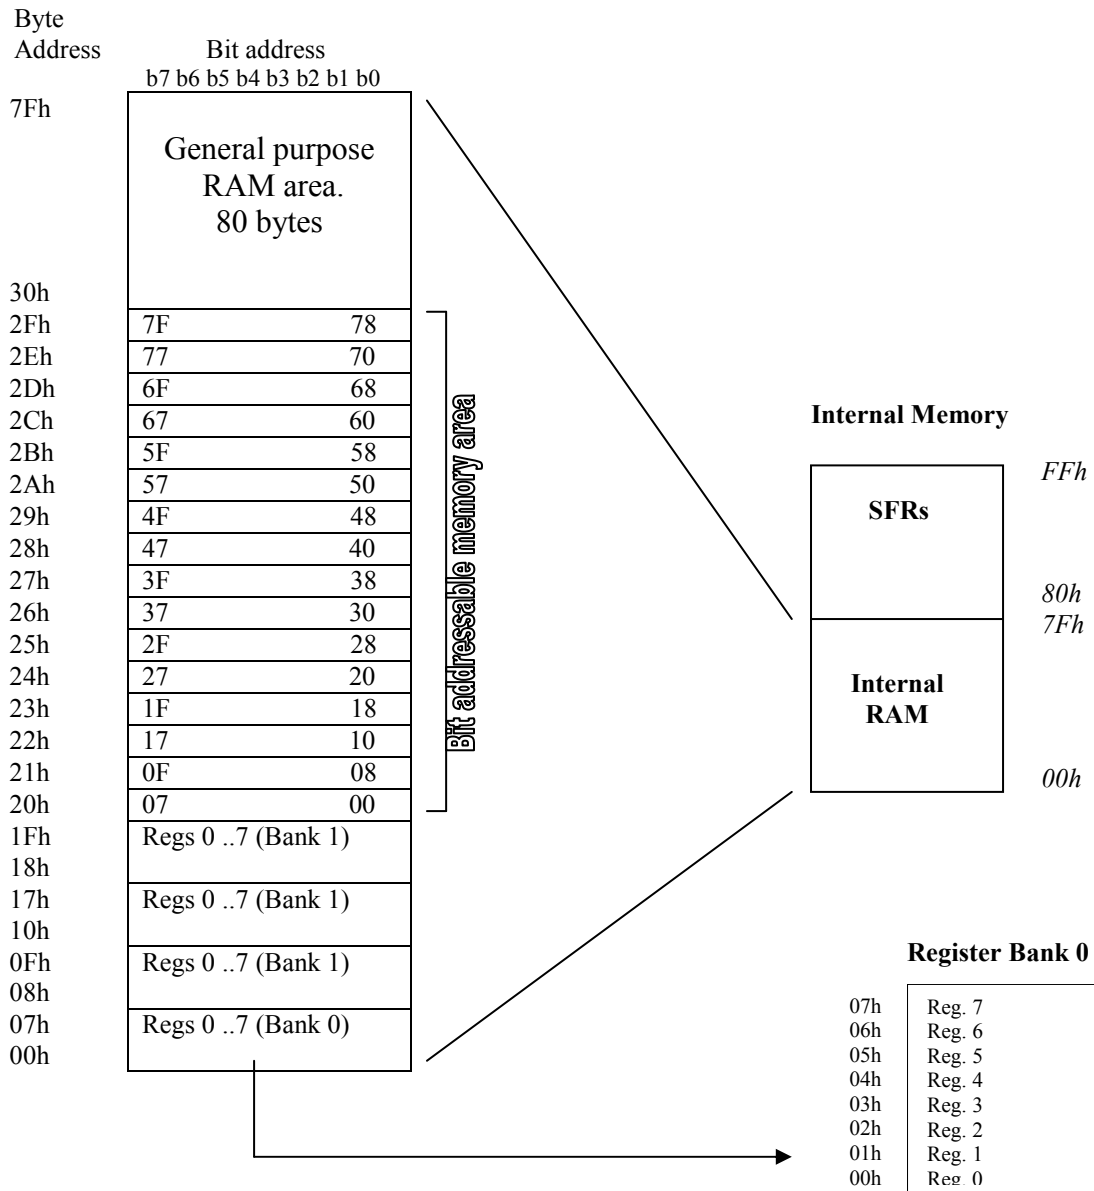 Byte
Address
Bit address
b7 b6 b5 b4 b3 b2 b1 b0
7Fh
General purpose
RAM area.
80 bytes
30h
2Fh 7F 78
2Eh 77 70
2Dh 6F 68
2Ch 67 60
2Bh 5F 58
2Ah 57 50
29h 4F 48
28h 47 40
27h 3F 38
26h 37 30
25h 2F 28
24h 27 20
23h 1F 18
22h 17 10
21h 0F 08
20h 07 00
1Fh Regs 0 ..7 (Bank 1)
18h
17h Regs 0 ..7 (Bank 1)
10h
0Fh Regs 0 ..7 (Bank 1)
08h
07h Regs 0 ..7 (Bank 0)
00h
Bit addressable memory area
Internal Memory
FFh
SFRs
80h
7Fh
Internal
RAM
00h
Register Bank 0
07h Reg. 7
06h Reg. 6
05h Reg. 5
04h Reg. 4
03h Reg. 3
02h Reg. 2
01h Reg. 1
00h Reg. 0